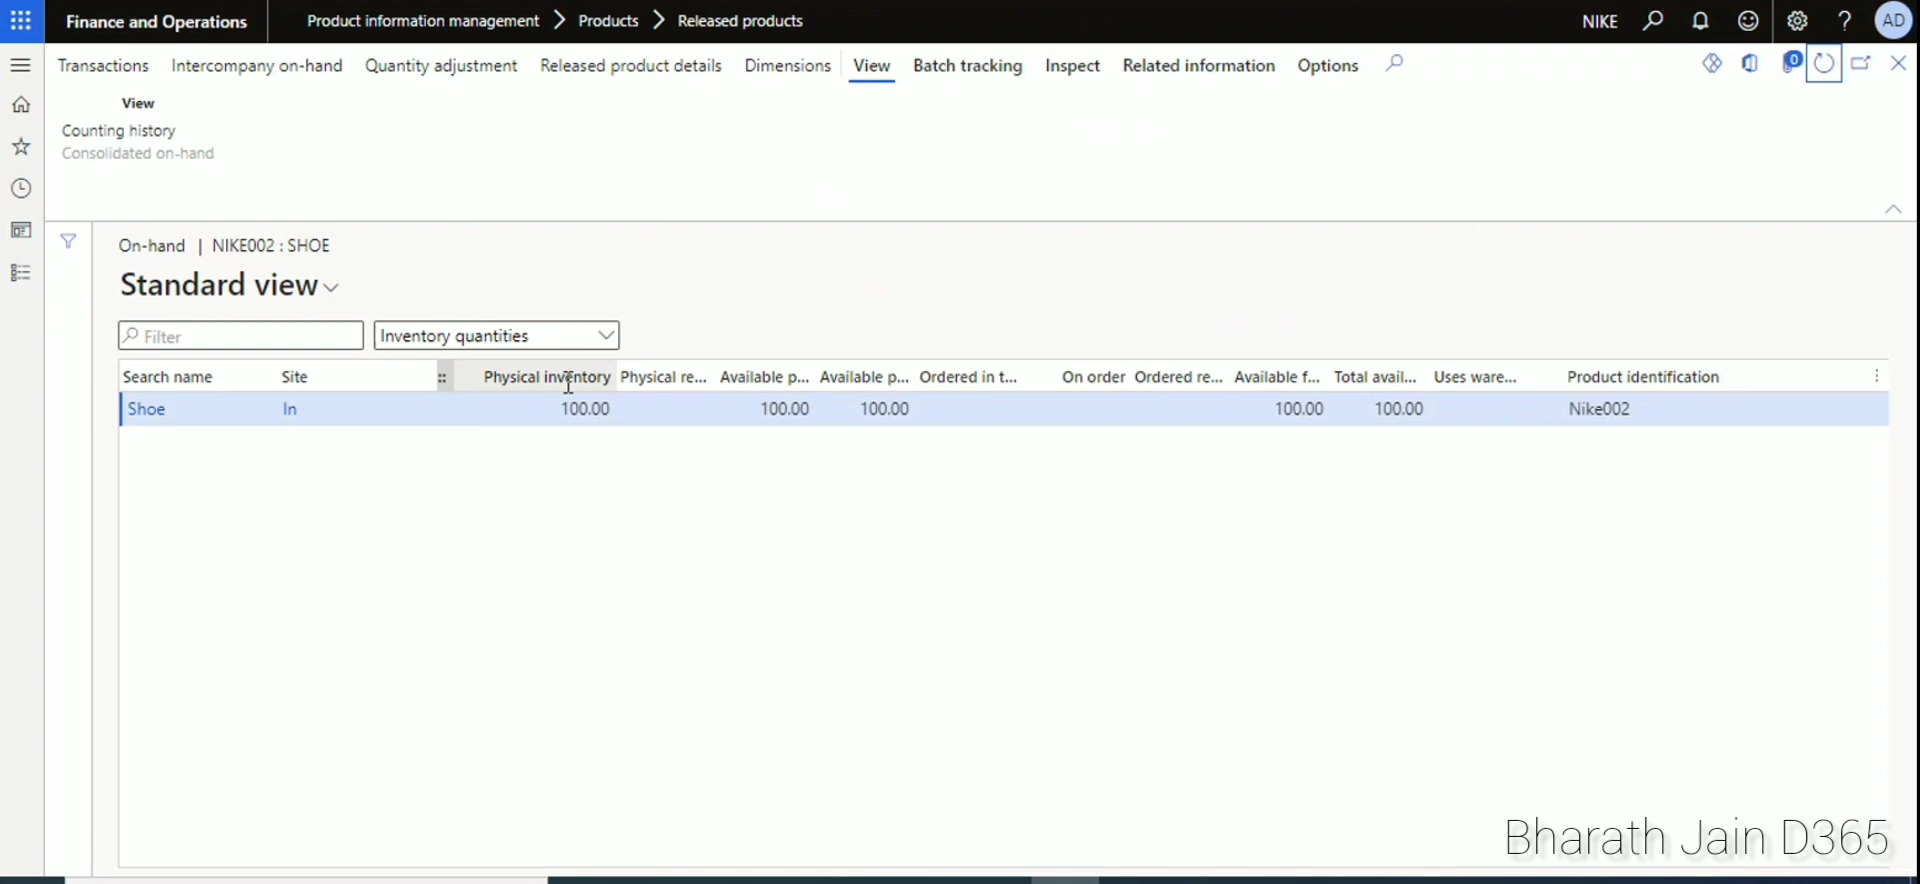 Finance and Operations
Product information management > Products > Released products
NIKE
? AD
Transactions Intercompany on-hand Quantity adjustment Released product details Dimensions View Batch tracking Inspect Related information Options
0
View
Counting history
Consolidated on-hand
On-hand | NIKE002 : SHOE
Standard view
Filter
Inventory quantities
Search name Site Physical inventory Physical re... Available p... Available p... Ordered in t... On order Ordered re... Available f... Total avail... Uses ware... Product identification
Shoe In 100.00 100.00 100.00 100.00 100.00 Nike002
Bharath Jain D365